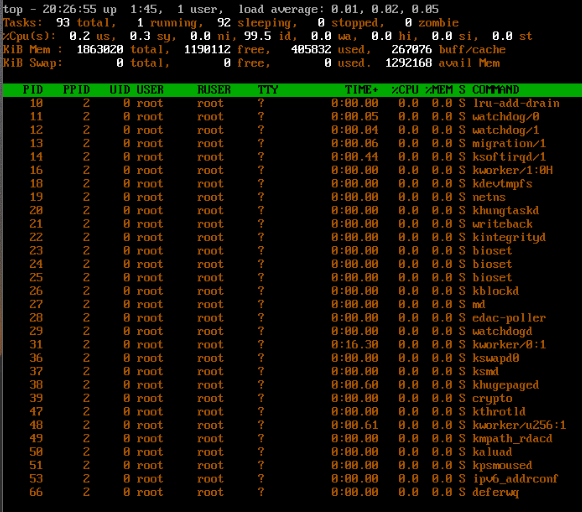 top - 20:26:55 up  1:45,  1 user,  load average: 0.01, 0.02, 0.05
Tasks:  93 total,   1 running,  92 sleeping,   0 stopped,   0 zombie
%Cpu(s):  0.2 us,  0.3 sy,  0.0 ni, 99.5 id,  0.0 wa,  0.0 hi,  0.0 si,  0.0 st
KiB Mem :  1863020 total,  1190112 free,   405832 used,   267076 buff/cache
KiB Swap:        0 total,        0 free,        0 used.  1292168 avail Mem
PID  PPID   UID USER     RUSER    TTY          TIME+  %CPU %MEM S COMMAND
10     2     0 root     root     ?          0:00.00   0.0  0.0 S lru-add-drain
11     2     0 root     root     ?          0:00.05   0.0  0.0 S watchdog/0
12     2     0 root     root     ?          0:00.04   0.0  0.0 S watchdog/1
13     2     0 root     root     ?          0:00.06   0.0  0.0 S migration/1
14     2     0 root     root     ?          0:00.44   0.0  0.0 S ksoftirqd/1
16     2     0 root     root     ?          0:00.00   0.0  0.0 S kworker/1:0H
18     2     0 root     root     ?          0:00.00   0.0  0.0 S kdevtmpfs
19     2     0 root     root     ?          0:00.00   0.0  0.0 S netns
20     2     0 root     root     ?          0:00.00   0.0  0.0 S khungtaskd
21     2     0 root     root     ?          0:00.00   0.0  0.0 S writeback
22     2     0 root     root     ?          0:00.00   0.0  0.0 S kintegrityd
23     2     0 root     root     ?          0:00.00   0.0  0.0 S bioset
24     2     0 root     root     ?          0:00.00   0.0  0.0 S bioset
25     2     0 root     root     ?          0:00.00   0.0  0.0 S bioset
26     2     0 root     root     ?          0:00.00   0.0  0.0 S kblockd
27     2     0 root     root     ?          0:00.00   0.0  0.0 S md
28     2     0 root     root     ?          0:00.00   0.0  0.0 S edac-poller
29     2     0 root     root     ?          0:00.00   0.0  0.0 S watchdogd
31     2     0 root     root     ?          0:16.30   0.0  0.0 S kworker/0:1
36     2     0 root     root     ?          0:00.00   0.0  0.0 S kswapd0
37     2     0 root     root     ?          0:00.00   0.0  0.0 S ksmd
38     2     0 root     root     ?          0:00.60   0.0  0.0 S khugepaged
39     2     0 root     root     ?          0:00.00   0.0  0.0 S crypto
47     2     0 root     root     ?          0:00.00   0.0  0.0 S kthrotld
48     2     0 root     root     ?          0:00.61   0.0  0.0 S kworker/u256:1
49     2     0 root     root     ?          0:00.00   0.0  0.0 S kmpath_rdacd
50     2     0 root     root     ?          0:00.00   0.0  0.0 S kaluad
51     2     0 root     root     ?          0:00.00   0.0  0.0 S kpsmoused
53     2     0 root     root     ?          0:00.00   0.0  0.0 S ipv6_addrconf
66     2     0 root     root     ?          0:00.00   0.0  0.0 S deferwq